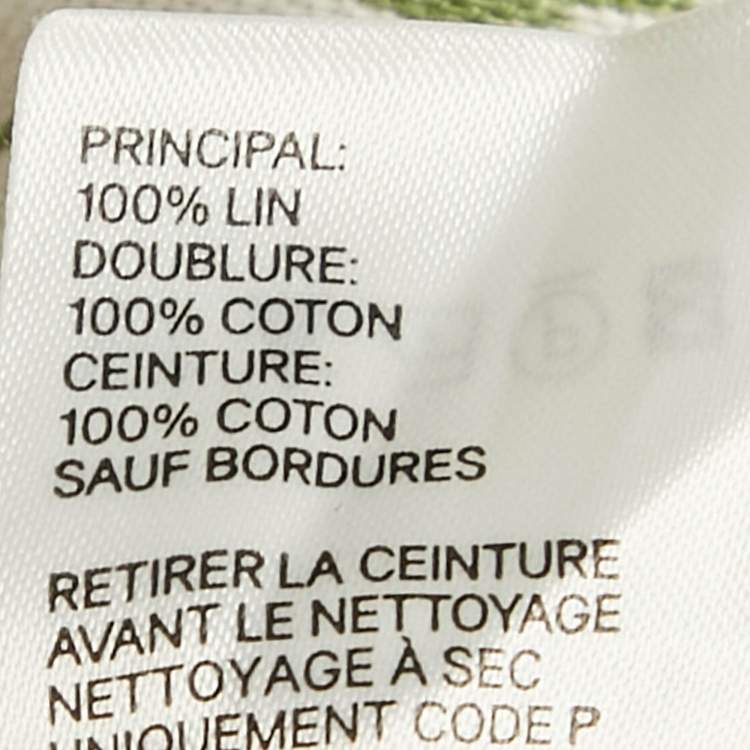 PRINCIPAL:
100% LIN
DOUBLURE:
100% COTON
CEINTURE:
100% COTON
SAUF BORDURES
RETIRER LA CEINTURE
AVANT LE NETTOYAGE
NETTOYAGE À SEC
UNIQUEMENT CODE P